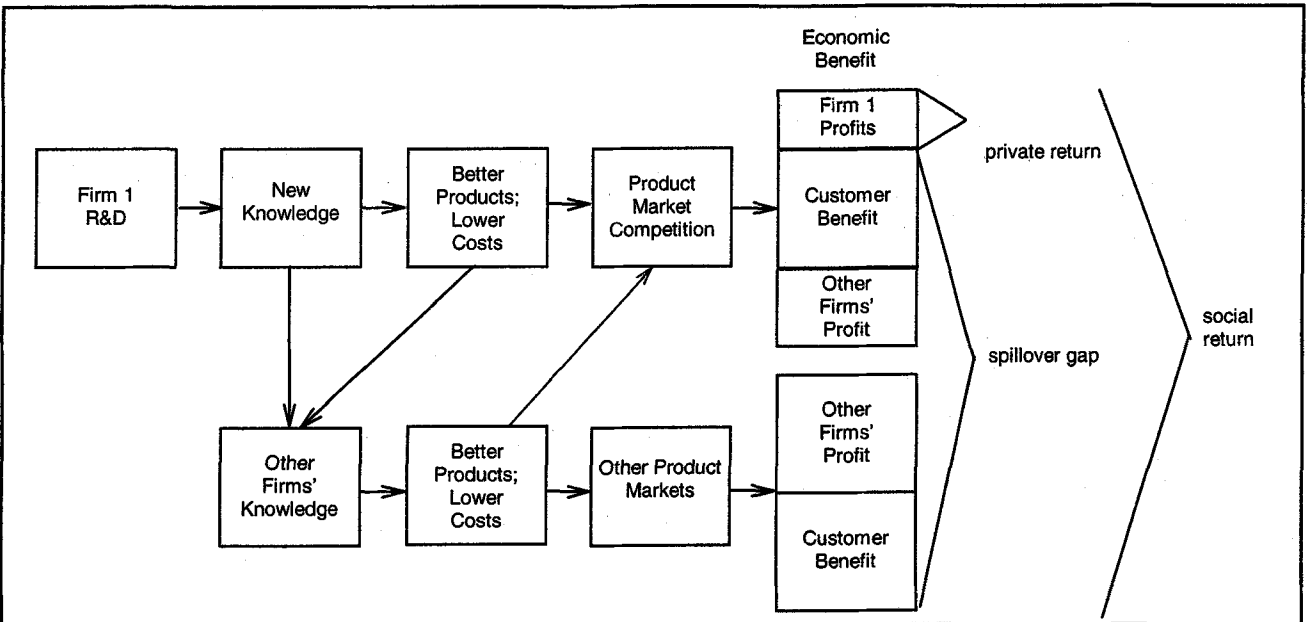 Economic
Benefit
Firm 1
R&D
New
Knowledge
Better
Products;
Lower
Costs
Product
Market
Competition
Firm 1
Profits
Customer
Benefit
Other
Firms'
Profit
private return
spillover gap
social
return
Other
Firms'
Knowledge
Better
Products;
Lower
Costs
Other Product
Markets
Other
Firms'
Profit
Customer
Benefit